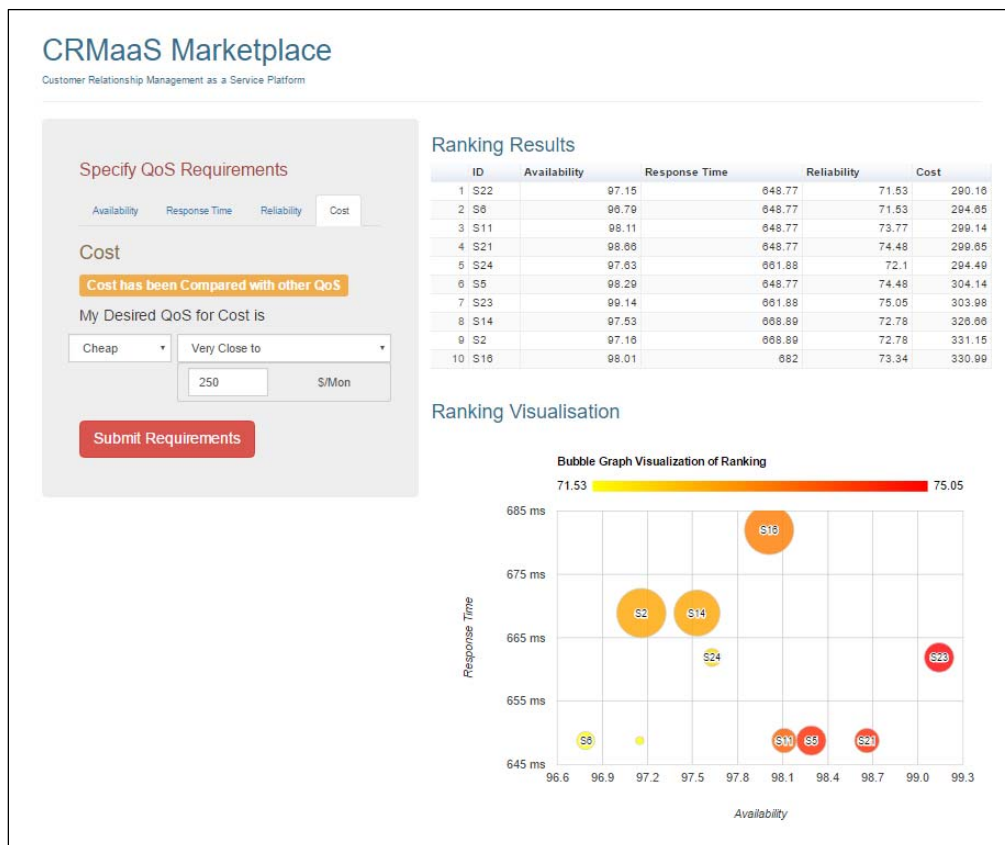 CRMaaS Marketplace
Customer Relationship Management as a Service Platform
Specify QoS Requirements
Availability Response Time Reliability Cost
Cost
Cost has been Compared with other QoS
My Desired QoS for Cost is
Cheap Very Close to
250 $/Mon
Submit Requirements
Ranking Results
ID Availability Response Time Reliability Cost
1 S22 97.15 648.77 71.53 290.16
2 S6 96.79 648.77 71.53 294.65
3 S11 98.11 648.77 73.77 299.14
4 S21 98.66 648.77 74.48 299.65
5 S24 97.63 661.88 72.1 294.49
6 S5 98.29 648.77 74.48 304.14
7 S23 99.14 661.88 75.05 303.98
8 S14 97.53 668.89 72.78 326.66
9 S2 97.16 668.89 72.78 331.15
10 S16 98.01 682 73.34 330.99
Ranking Visualisation
Bubble Graph Visualization of Ranking
71.53 75.05
685 ms
S16
675 ms
S2 S14
665 ms
S24 S23
655 ms
S6 S11 S5 S21
645 ms
Response Time
96.6 96.9 97.2 97.5 97.8 98.1 98.4 98.7 99.0 99.3
Availability